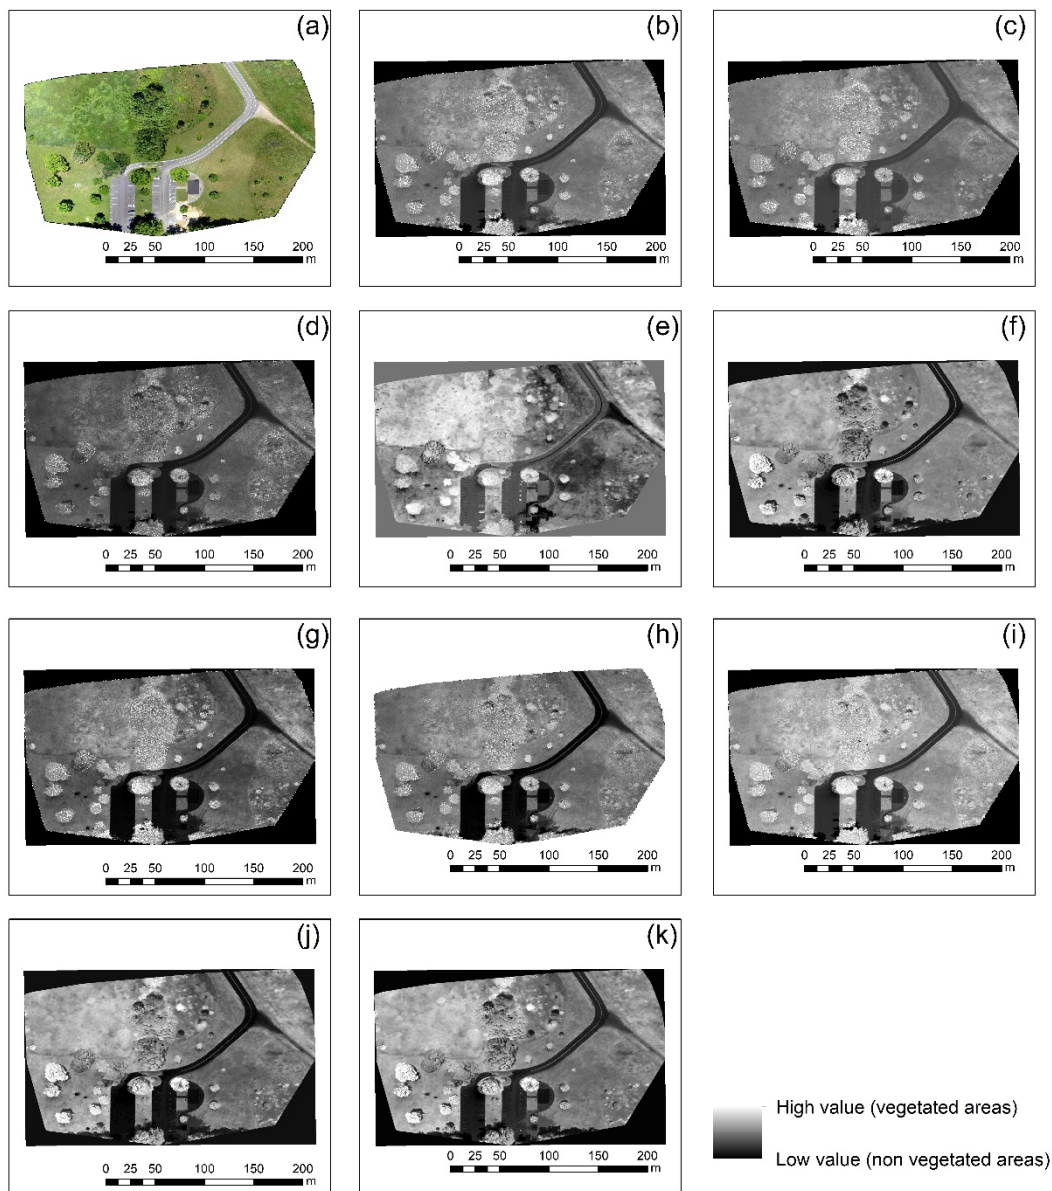 (a)
0 25 50 100 150 200
m
(b)
0 25 50 100 150 200
m
(c)
0 25 50 100 150 200
m
(d)
0 25 50 100 150 200
m
(e)
0 25 50 100 150 200
m
(f)
0 25 50 100 150 200
m
(g)
0 25 50 100 150 200
m
(h)
0 25 50 100 150 200
m
(i)
0 25 50 100 150 200
m
(j)
0 25 50 100 150 200
m
(k)
0 25 50 100 150 200
m
High value (vegetated areas)
Low value (non vegetated areas)